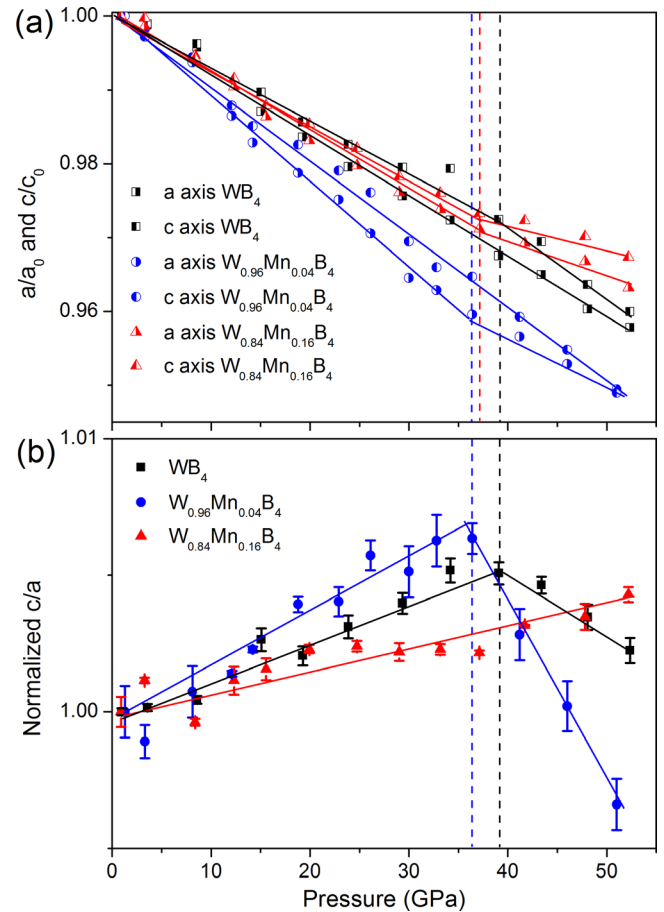 (a)
1.00
0.98
0.96
a/a₀ and c/c₀
a axis WB₄
c axis WB₄
a axis W₀.₉₆Mn₀.₀₄B₄
c axis W₀.₉₆Mn₀.₀₄B₄
a axis W₀.₈₄Mn₀.₁₆B₄
c axis W₀.₈₄Mn₀.₁₆B₄
(b)
1.01
1.00
Normalized c/a
WB₄
W₀.₉₆Mn₀.₀₄B₄
W₀.₈₄Mn₀.₁₆B₄
0 10 20 30 40 50
Pressure (GPa)